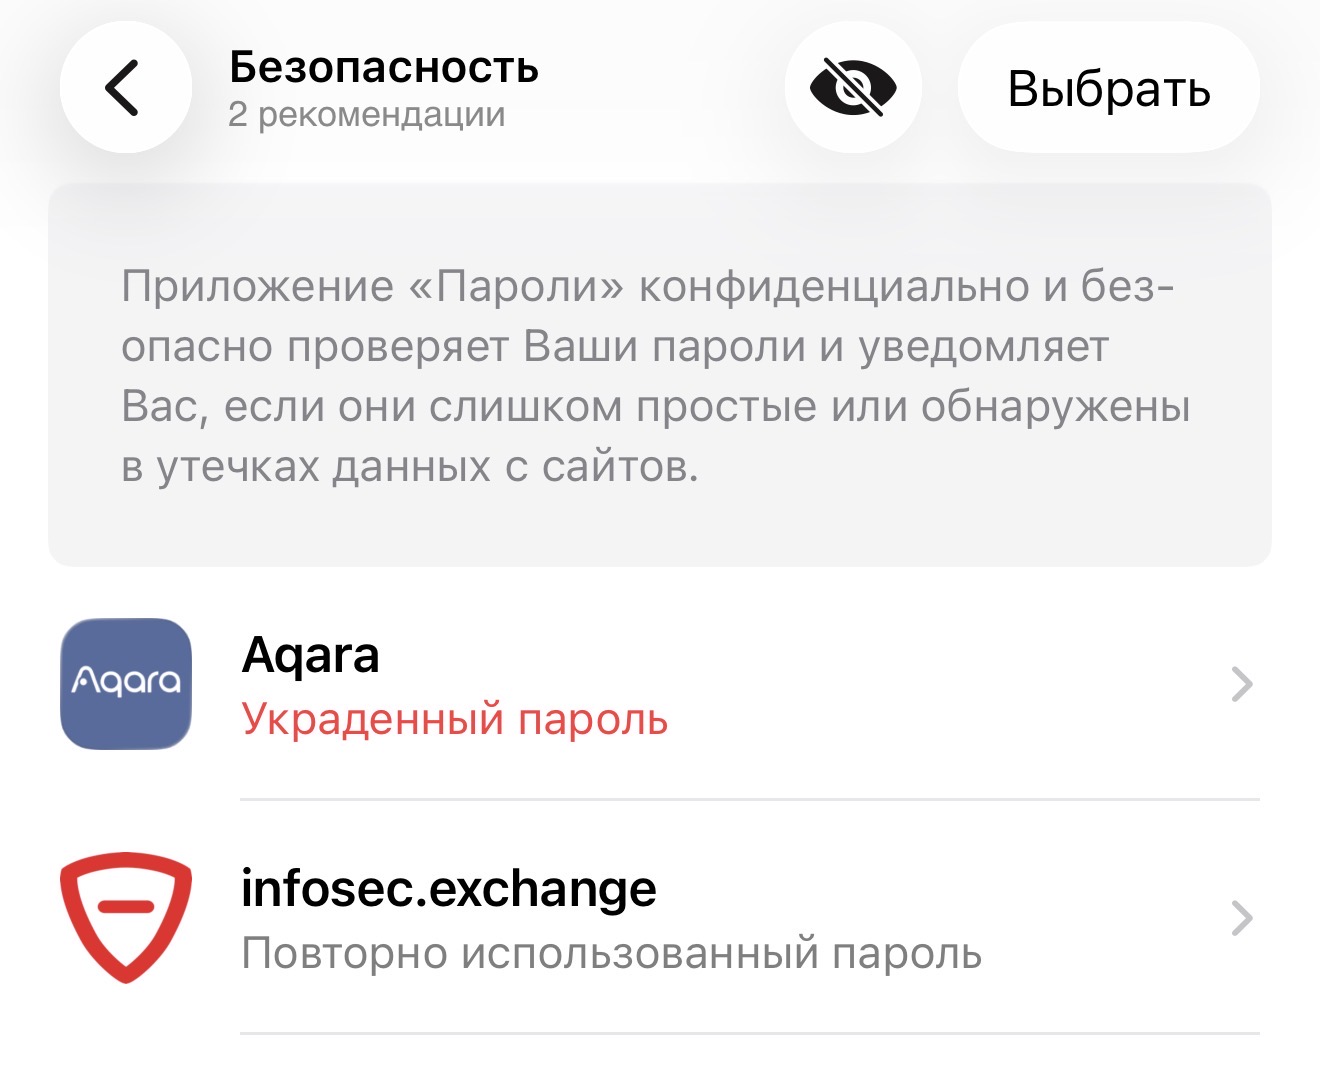 Безопасность
2 рекомендации
Выбрать
Приложение «Пароли» конфиденциально и без-
опасно проверяет Ваши пароли и уведомляет
Вас, если они слишком простые или обнаружены
в утечках данных с сайтов.
Aqara
Aqara
Украденный пароль
infosec.exchange
Повторно использованный пароль